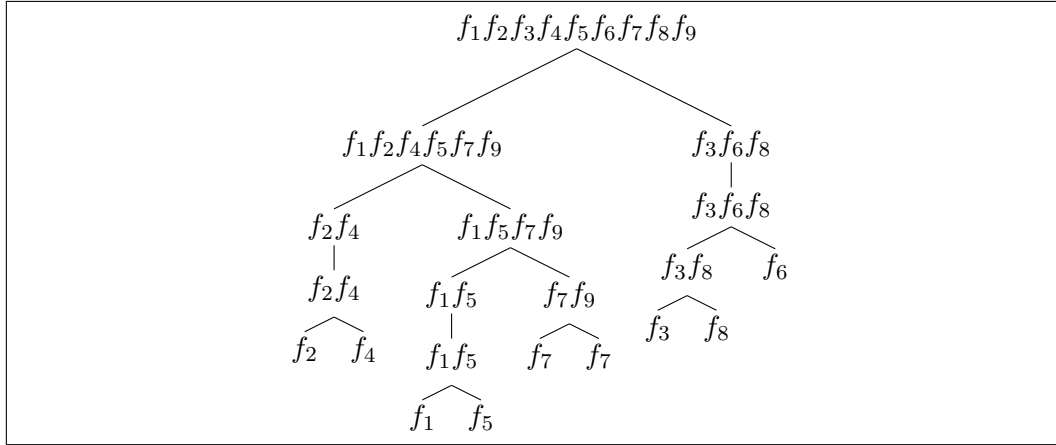 f₁f₂f₃f₄f₅f₆f₇f₈f₉
f₁f₂f₄f₅f₇f₉ f₃f₆f₈
f₃f₆f₈
f₂f₄ f₁f₅f₇f₉
f₃f₈ f₆
f₂f₄ f₁f₅ f₇f₉
f₃ f₈
f₂ f₄ f₁f₅ f₇ f₇
f₁ f₅